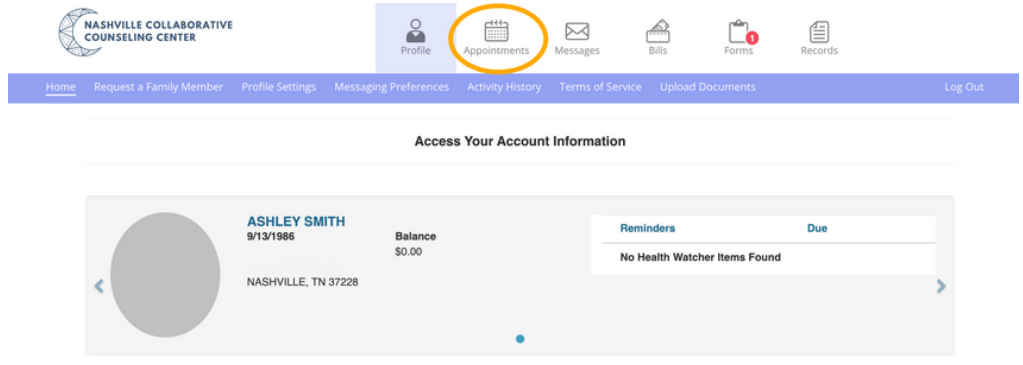 NASHVILLE COLLABORATIVE
COUNSELING CENTER
Profile
Appointments
Messages
Bills
1
Forms
Records
Home Request a Family Member Profile Settings Messaging Preferences Activity History Terms of Service Upload Documents Log Out
Access Your Account Information
ASHLEY SMITH
9/13/1986
NASHVILLE, TN 37228
Balance
$0.00
Reminders Due
No Health Watcher Items Found